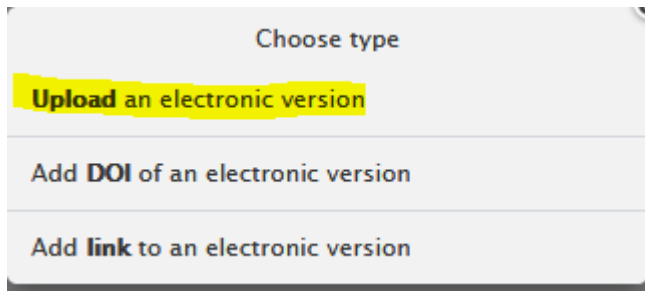 Choose type
Upload an electronic version
Add DOI of an electronic version
Add link to an electronic version